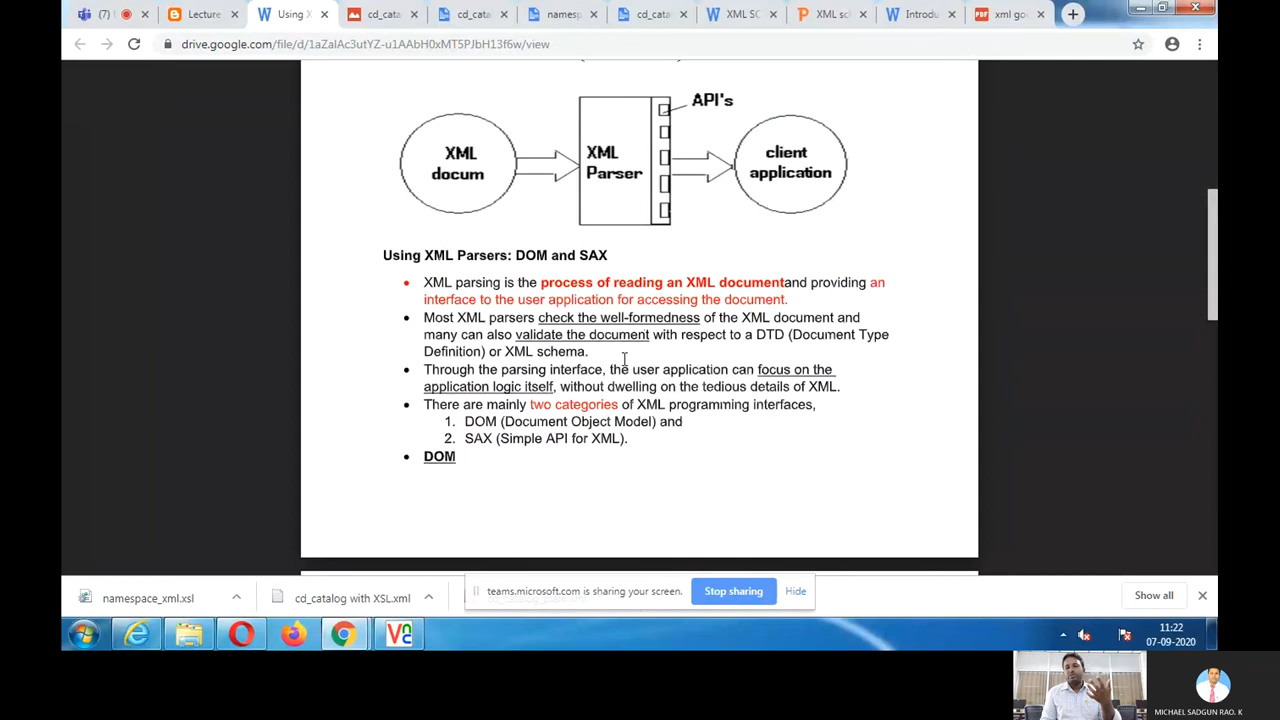 (7)
Lecture
Using X
cd_cata
cd_cata
namesp
cd_cata
XML SC
XML sc
Introdu
xml go
drive.google.com/file/d/1aZalAc3utYZ-u1AAbH0xMT5PJbH13f6w/view
API's
XML
docum
XML
Parser
client
application
Using XML Parsers: DOM and SAX
• XML parsing is the process of reading an XML documentand providing an
interface to the user application for accessing the document.
• Most XML parsers check the well-formedness of the XML document and
many can also validate the document with respect to a DTD (Document Type
Definition) or XML schema.
• Through the parsing interface, the user application can focus on the
application logic itself, without dwelling on the tedious details of XML.
• There are mainly two categories of XML programming interfaces,
1. DOM (Document Object Model) and
2. SAX (Simple API for XML).
• DOM
namespace_xml.xsl
cd_catalog with XSL.xml
teams.microsoft.com is sharing your screen.
Stop sharing
Hide
Show all
11:22
07-09-2020
MICHAEL SADGUN RAO. K